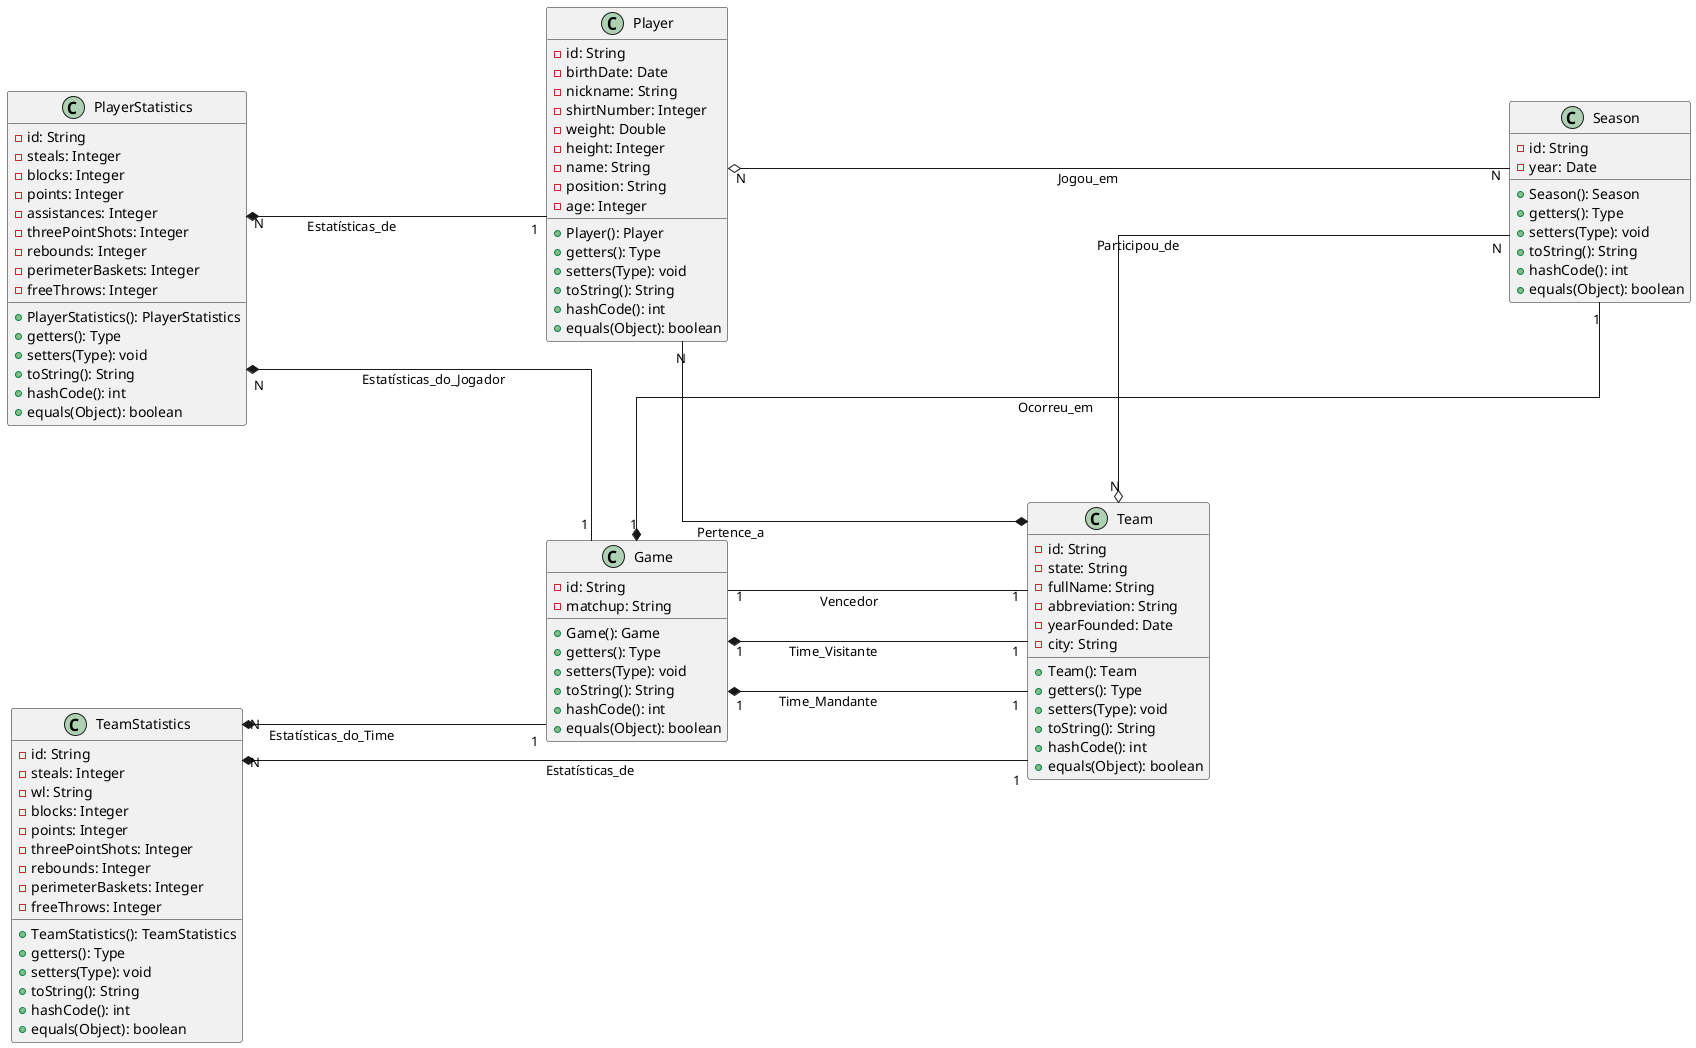 Player
id: String
birthDate: Date
nickname: String
shirtNumber: Integer
weight: Double
height: Integer
name: String
position: String
age: Integer
Player(): Player
getters(): Type
setters(Type): void
toString(): String
hashCode(): int
equals(Object): boolean
PlayerStatistics
id: String
steals: Integer
blocks: Integer
points: Integer
assistances: Integer
threePointShots: Integer
rebounds: Integer
perimeterBaskets: Integer
freeThrows: Integer
PlayerStatistics(): PlayerStatistics
getters(): Type
setters(Type): void
toString(): String
hashCode(): int
equals(Object): boolean
Season
id: String
year: Date
Season(): Season
getters(): Type
setters(Type): void
toString(): String
hashCode(): int
equals(Object): boolean
N Jogou_em N
N Estatísticas_de 1
Participou_de N
N
N Estatísticas_do_Jogador
1
1
Ocorreu_em
1
N
Pertence_a
Game
id: String
matchup: String
Game(): Game
getters(): Type
setters(Type): void
toString(): String
hashCode(): int
equals(Object): boolean
Team
id: String
state: String
fullName: String
abbreviation: String
yearFounded: Date
city: String
Team(): Team
getters(): Type
setters(Type): void
toString(): String
hashCode(): int
equals(Object): boolean
1 Vencedor 1
1 Time_Visitante 1
1 Time_Mandante 1
N Estatísticas_do_Time 1
N Estatísticas_de 1
TeamStatistics
id: String
steals: Integer
wl: String
blocks: Integer
points: Integer
threePointShots: Integer
rebounds: Integer
perimeterBaskets: Integer
freeThrows: Integer
TeamStatistics(): TeamStatistics
getters(): Type
setters(Type): void
toString(): String
hashCode(): int
equals(Object): boolean